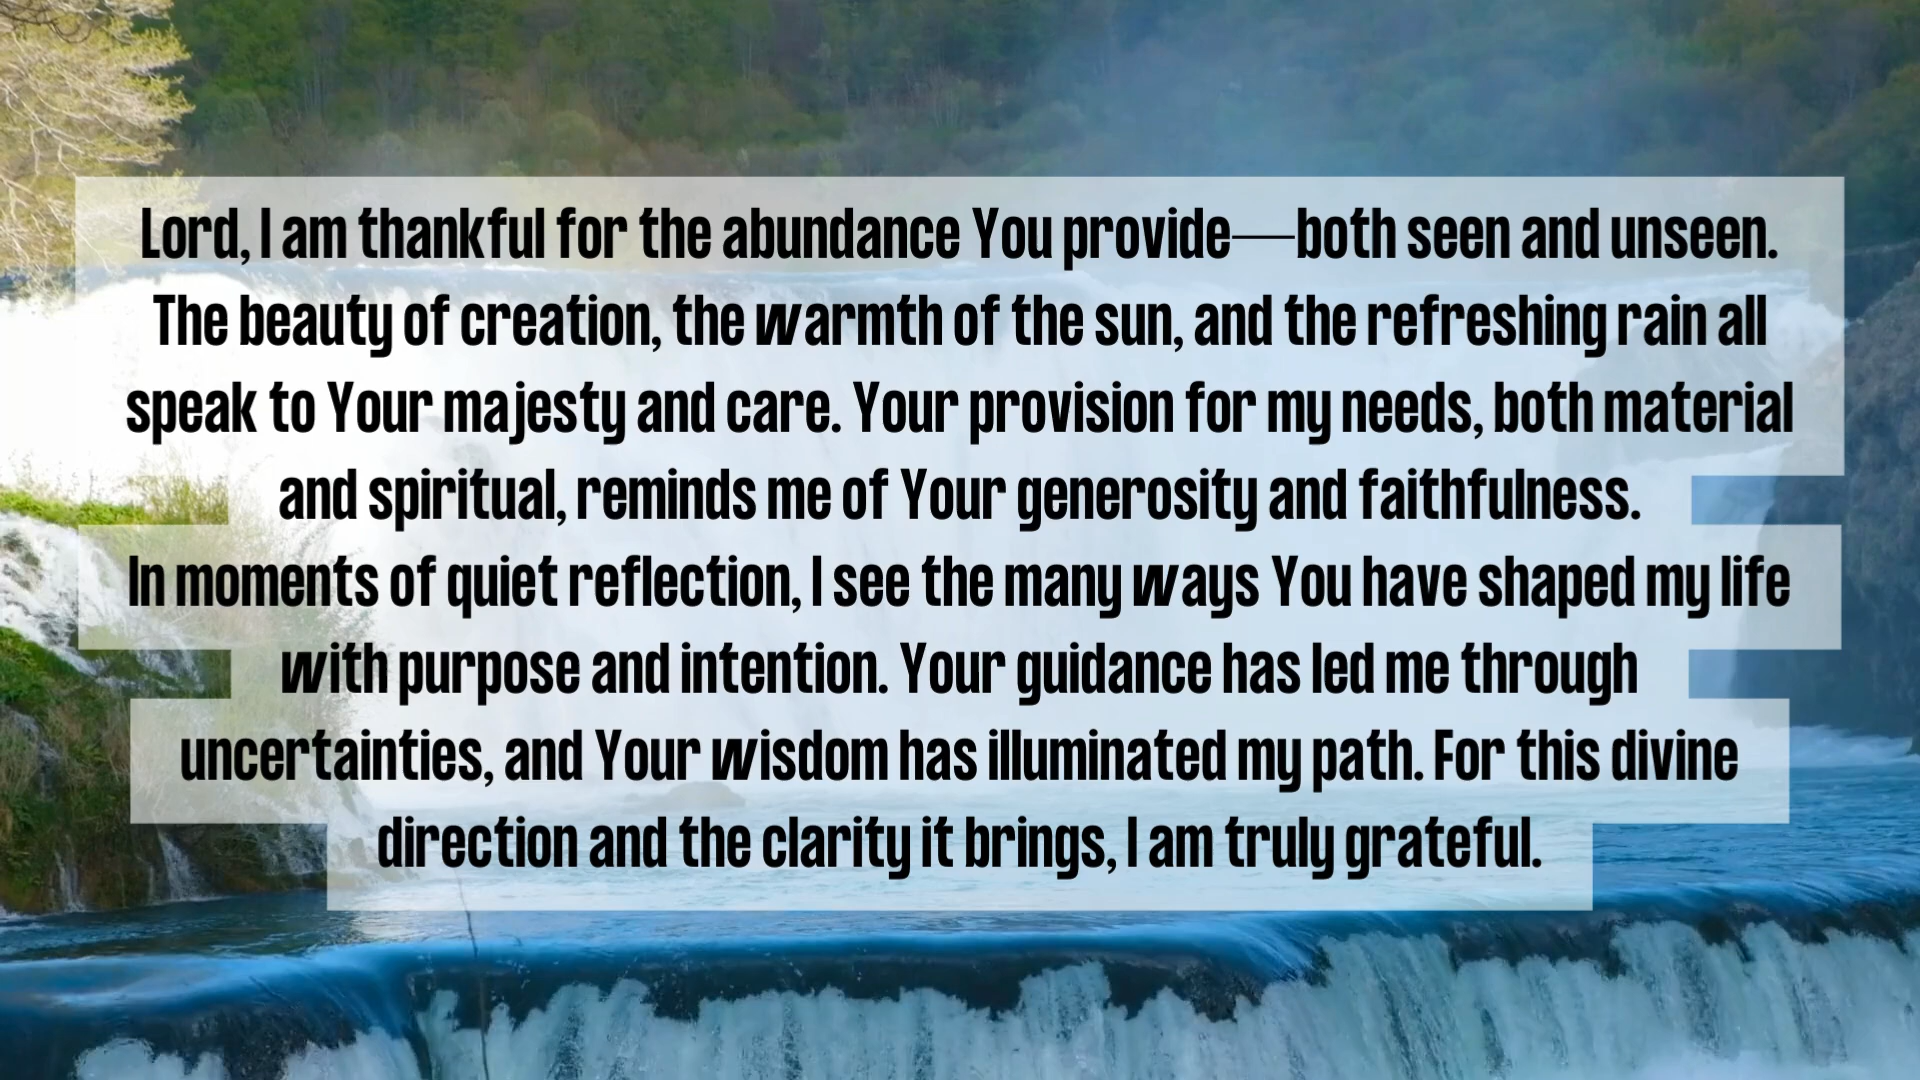 Lord, I am thankful for the abundance You provide—both seen and unseen.
The beauty of creation, the warmth of the sun, and the refreshing rain all
speak to Your majesty and care. Your provision for my needs, both material
and spiritual, reminds me of Your generosity and faithfulness.
In moments of quiet reflection, I see the many ways You have shaped my life
with purpose and intention. Your guidance has led me through
uncertainties, and Your wisdom has illuminated my path. For this divine
direction and the clarity it brings, I am truly grateful.